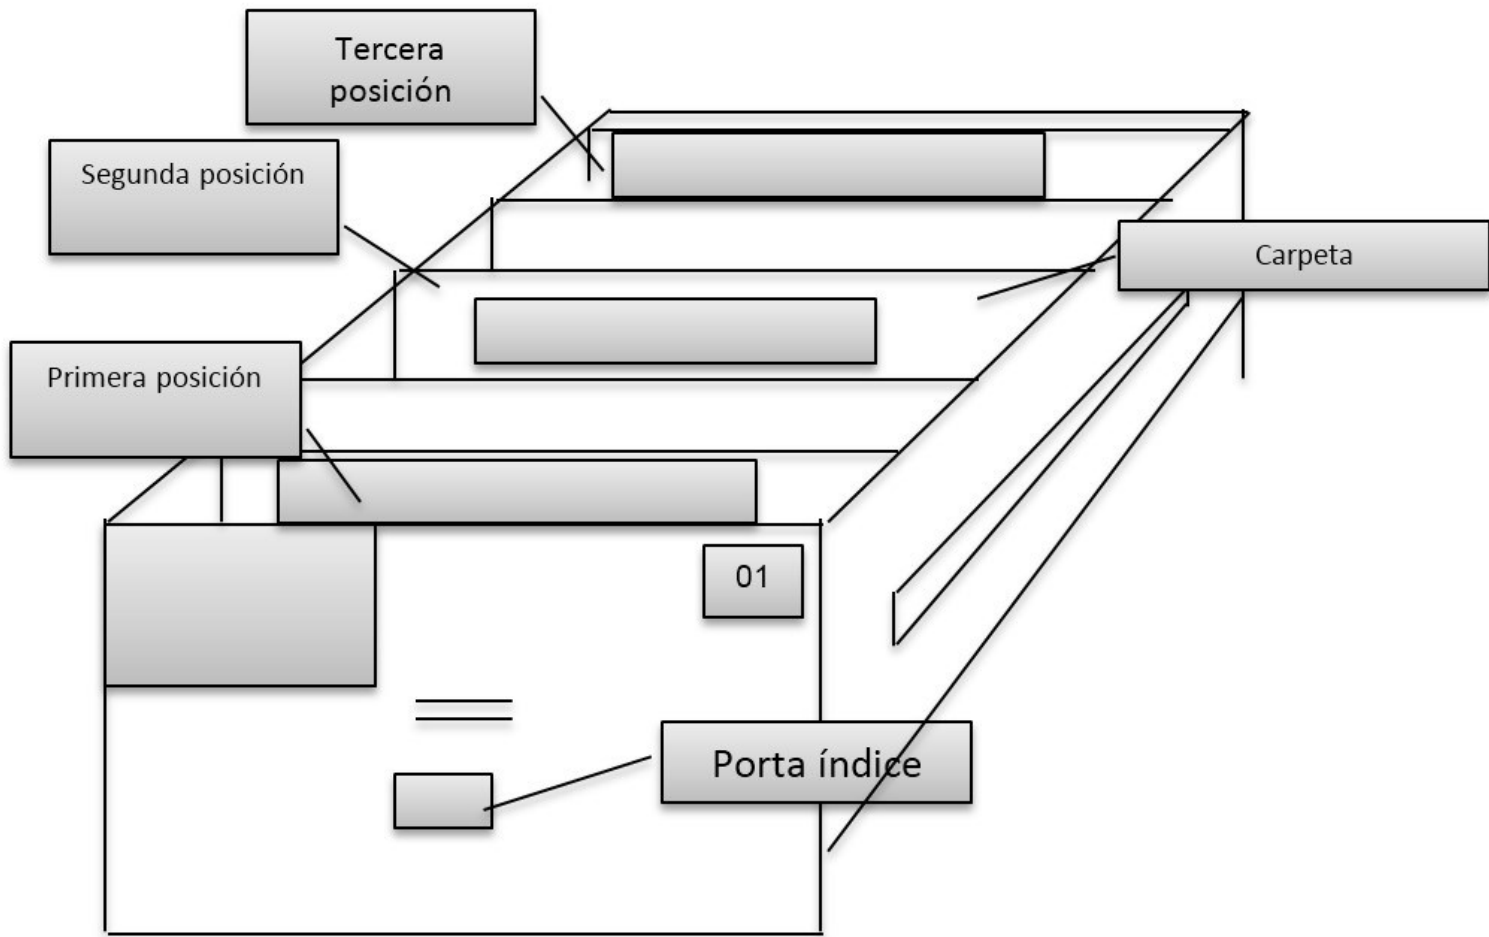 Tercera
posición
Segunda posición
Carpeta
Primera posición
01
Porta índice